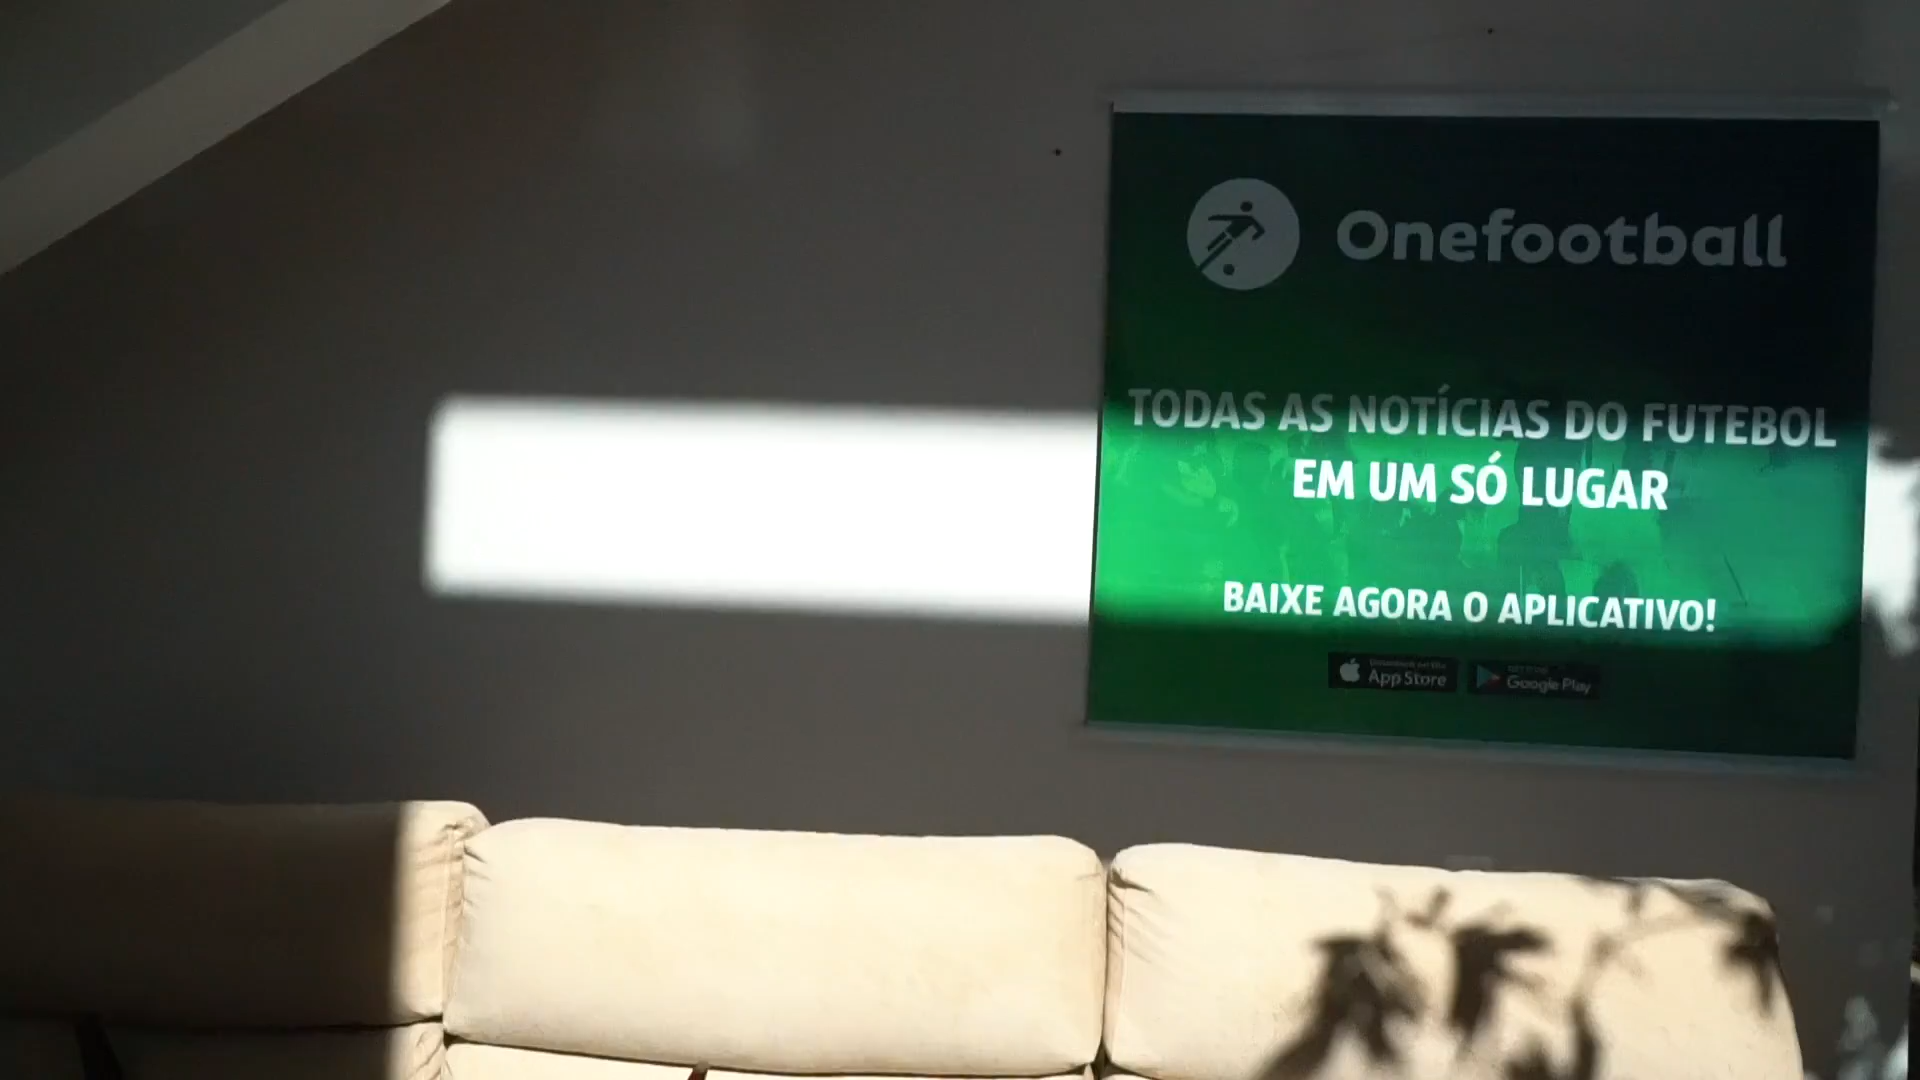 Onefootball
TODAS AS NOTÍCIAS DO FUTEBOL
EM UM SÓ LUGAR
BAIXE AGORA O APLICATIVO!
App Store
Google Play